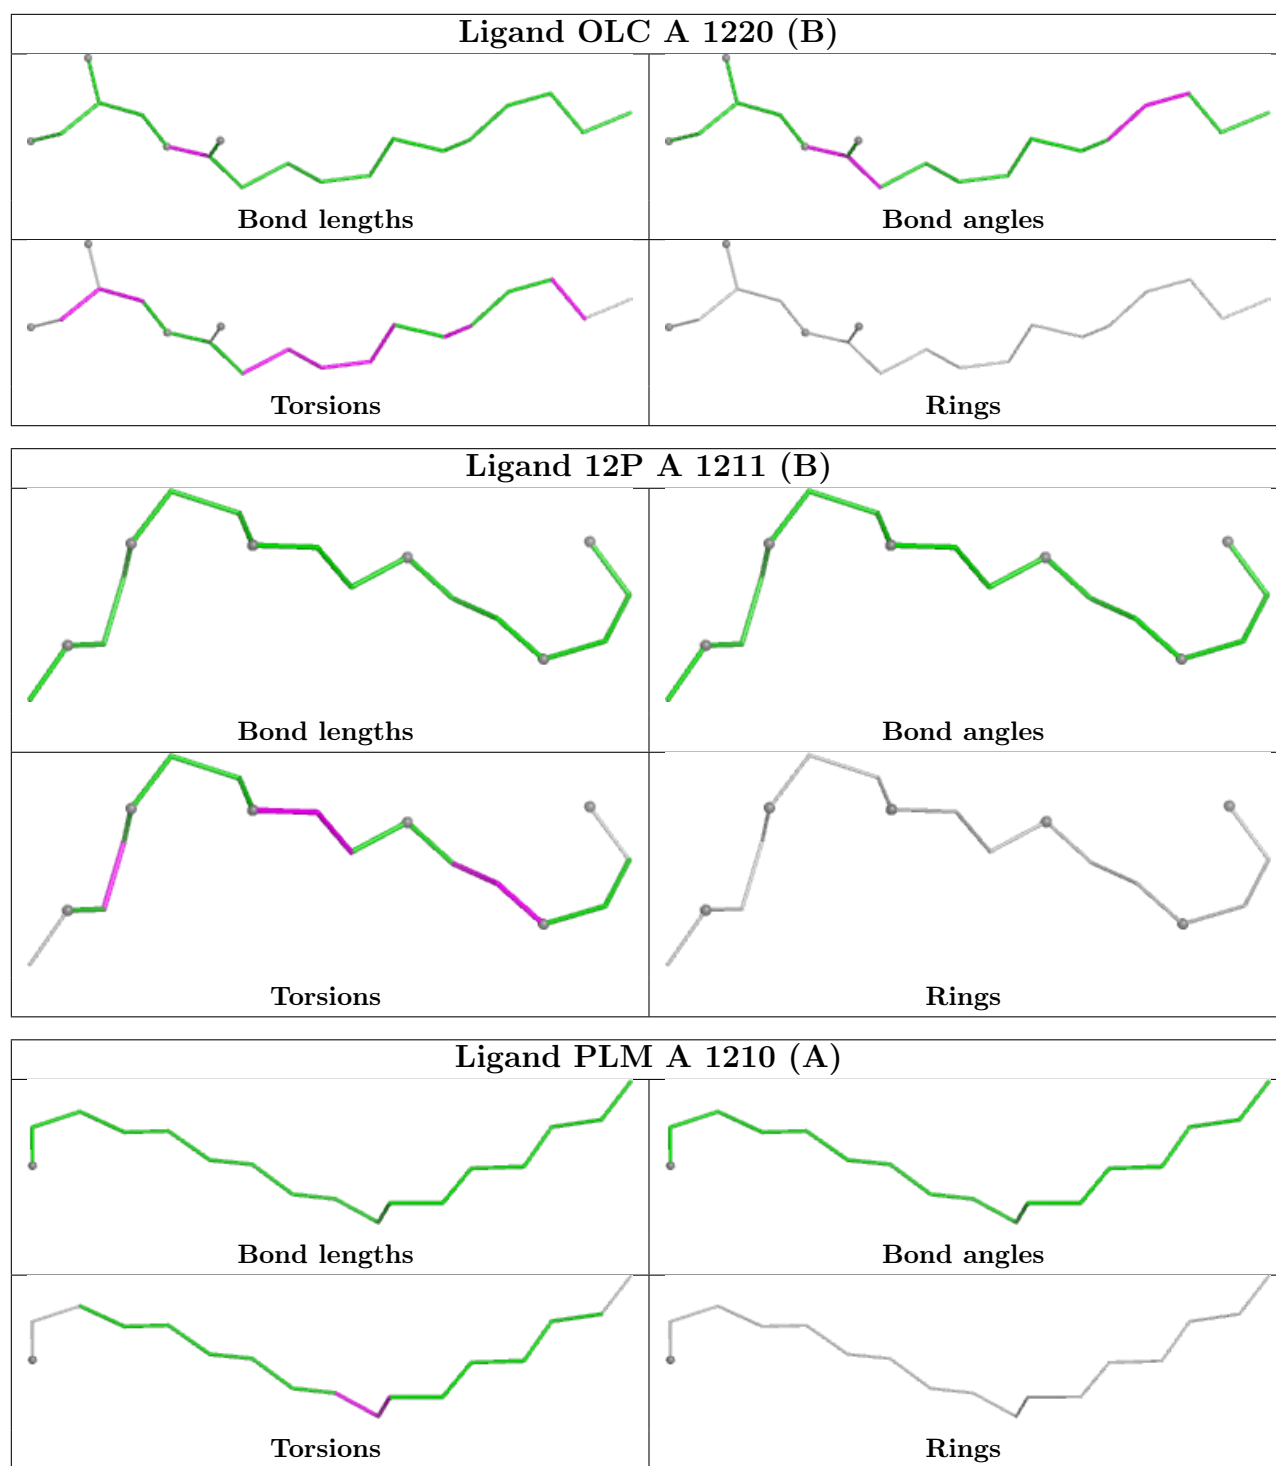 Ligand OLC A 1220 (B)
Bond lengths
Bond angles
Torsions
Rings
Ligand 12P A 1211 (B)
Bond lengths
Bond angles
Torsions
Rings
Ligand PLM A 1210 (A)
Bond lengths
Bond angles
Torsions
Rings